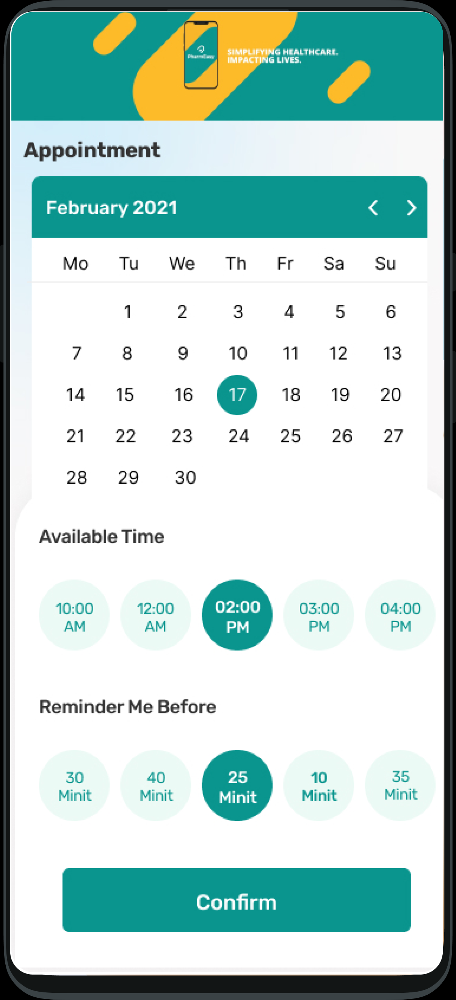 PharmEasy
SIMPLIFYING HEALTHCARE.
IMPACTING LIVES.
Appointment
February 2021
Mo Tu We Th Fr Sa Su
1 2 3 4 5 6
7 8 9 10 11 12 13
14 15 16 17 18 19 20
21 22 23 24 25 26 27
28 29 30
Available Time
10:00 12:00 02:00 03:00 04:00
AM AM PM PM PM
Reminder Me Before
30 40 25 10 35
Minit Minit Minit Minit Minit
Confirm